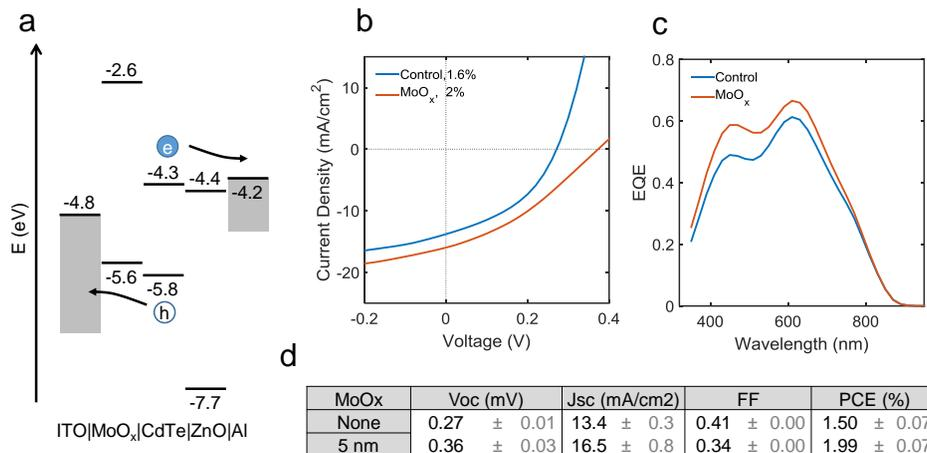 a
E (eV)
-2.6
e
-4.3
-4.4
-4.2
-4.8
-5.6
-5.8
h
-7.7
ITO|MoOₓ|CdTe|ZnO|Al
b
Current Density (mA/cm²)
10
0
-10
-20
Control, 1.6%
MoOₓ, 2%
-0.2
0
0.2
0.4
Voltage (V)
c
EQE
0.8
0.6
0.4
0.2
0
Control
MoOₓ
400
600
800
Wavelength (nm)
d
MoOx Voc (mV) Jsc (mA/cm2) FF PCE (%)
None 0.27 ± 0.01 13.4 ± 0.3 0.41 ± 0.00 1.50 ± 0.07
5 nm 0.36 ± 0.03 16.5 ± 0.8 0.34 ± 0.00 1.99 ± 0.07